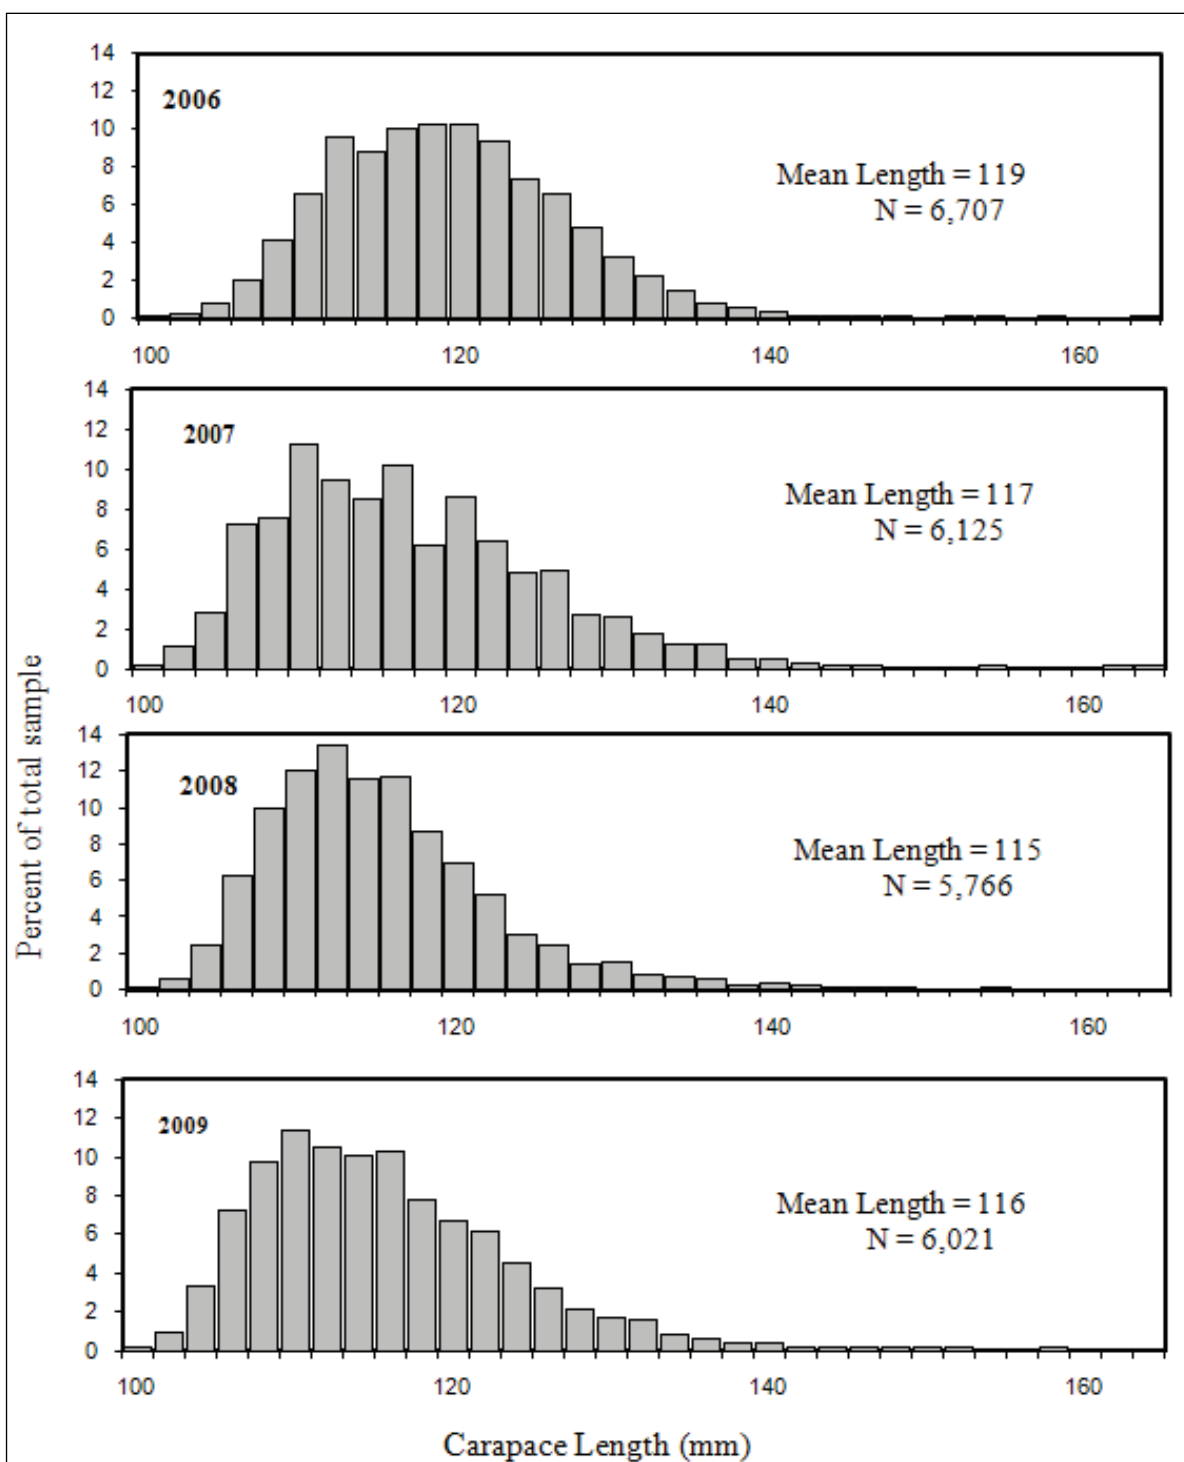 14
12
2006
10
8
Mean Length = 119
6
N = 6,707
4
2
0
100 120 140 160
14
12
2007
10
Mean Length = 117
8
N = 6,125
6
4
2
0
100 120 140 160
Percent of total sample
14
12
2008
10
8
Mean Length = 115
6
N = 5,766
4
2
0
100 120 140 160
14
12
2009
10
8
Mean Length = 116
6
N = 6,021
4
2
0
100 120 140 160
Carapace Length (mm)